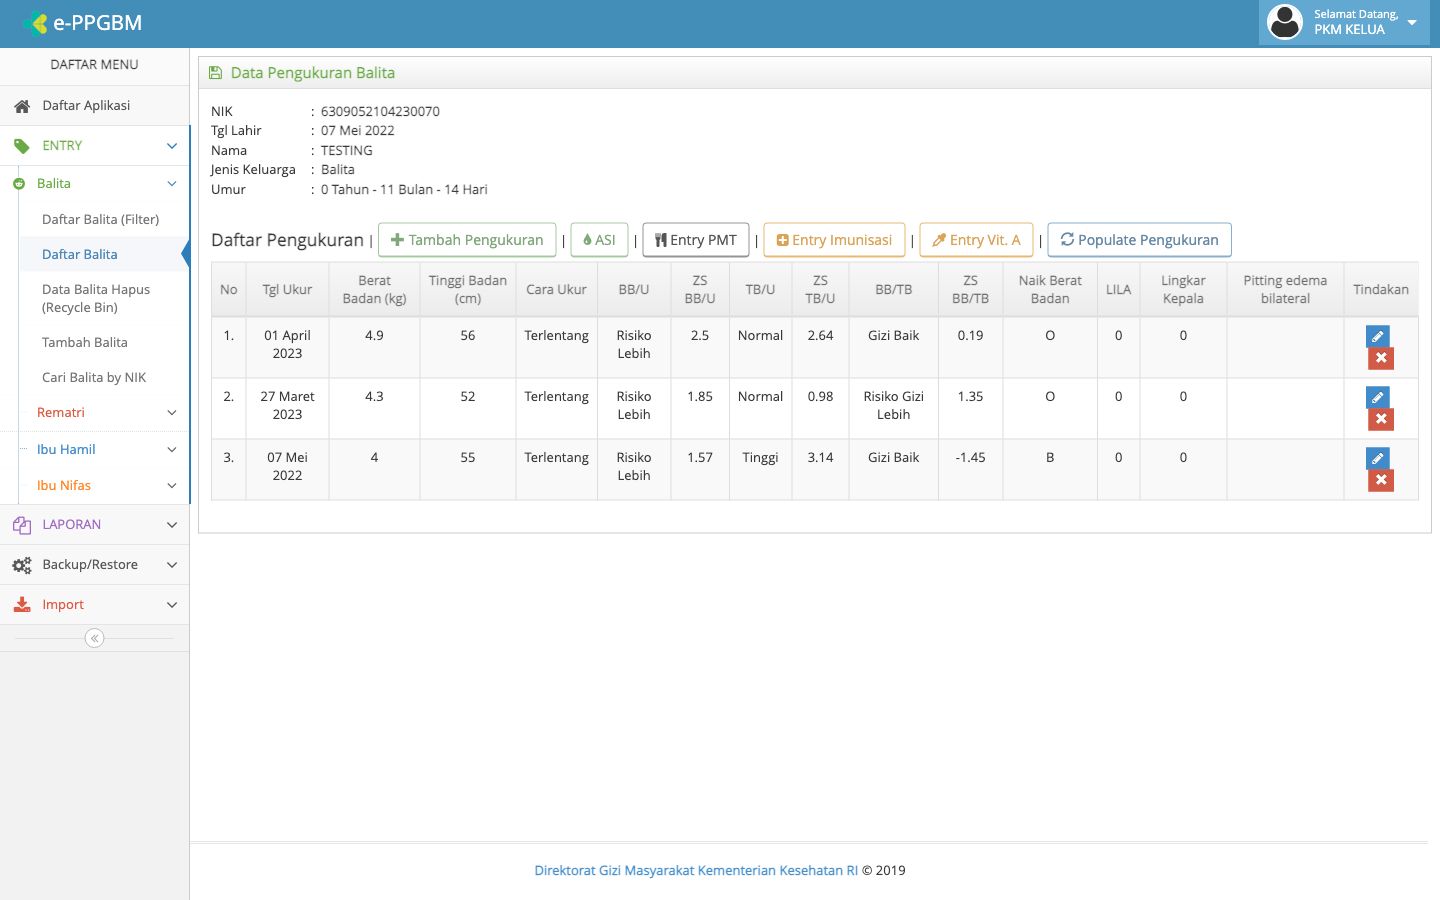 e-PPGBM
Selamat Datang,
PKM KELUA
DAFTAR MENU
Daftar Aplikasi
ENTRY
Balita
Daftar Balita (Filter)
Daftar Balita
Data Balita Hapus
(Recycle Bin)
Tambah Balita
Cari Balita by NIK
Rematri
Ibu Hamil
Ibu Nifas
LAPORAN
Backup/Restore
Import
Data Pengukuran Balita
NIK : 6309052104230070
Tgl Lahir : 07 Mei 2022
Nama : TESTING
Jenis Keluarga : Balita
Umur : 0 Tahun - 11 Bulan - 14 Hari
Daftar Pengukuran | Tambah Pengukuran | ASI | Entry PMT | Entry Imunisasi | Entry Vit. A | Populate Pengukuran
No Tgl Ukur Berat Badan (kg) Tinggi Badan (cm) Cara Ukur BB/U ZS BB/U TB/U ZS TB/U BB/TB ZS BB/TB Naik Berat Badan LILA Lingkar Kepala Pitting edema bilateral Tindakan
1. 01 April 2023 4.9 56 Terlentang Risiko Lebih 2.5 Normal 2.64 Gizi Baik 0.19 O 0 0
2. 27 Maret 2023 4.3 52 Terlentang Risiko Lebih 1.85 Normal 0.98 Risiko Gizi Lebih 1.35 O 0 0
3. 07 Mei 2022 4 55 Terlentang Risiko Lebih 1.57 Tinggi 3.14 Gizi Baik -1.45 B 0 0
Direktorat Gizi Masyarakat Kementerian Kesehatan RI © 2019